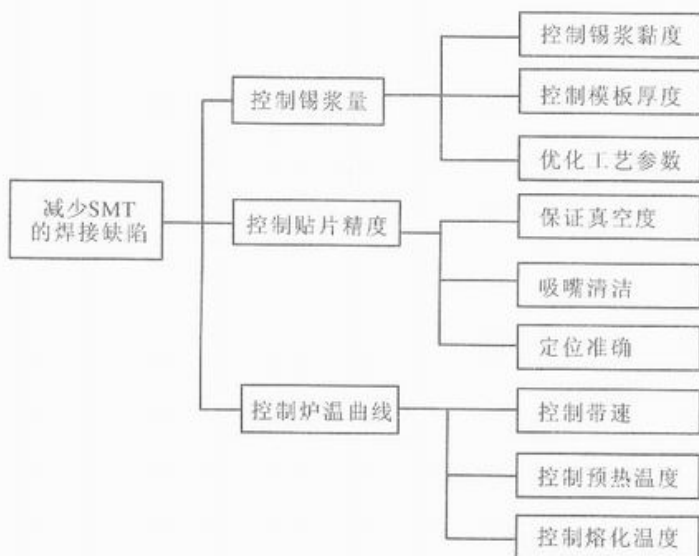 减少SMT
的焊接缺陷
控制锡浆量
控制锡浆黏度
控制模板厚度
优化工艺参数
控制贴片精度
保证真空度
吸嘴清洁
定位准确
控制炉温曲线
控制带速
控制预热温度
控制熔化温度